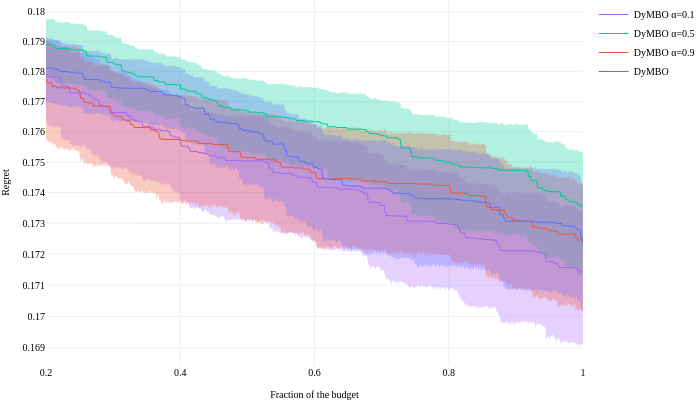 0.18
0.179
0.178
0.177
0.176
0.175
0.174
0.173
0.172
0.171
0.17
0.169
Regret
0.2
0.4
0.6
0.8
1
Fraction of the budget
DyMBO α=0.1
DyMBO α=0.5
DyMBO α=0.9
DyMBO